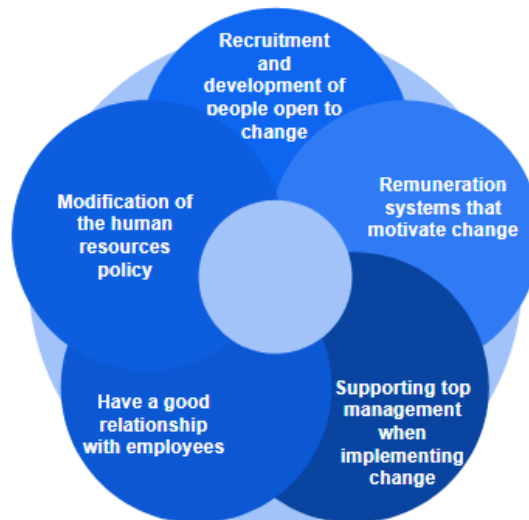 Recruitment
and
development of
people open to
change
Remuneration
systems that
motivate change
Supporting top
management
when
implementing
change
Have a good
relationship
with employees
Modification of
the human
resources
policy